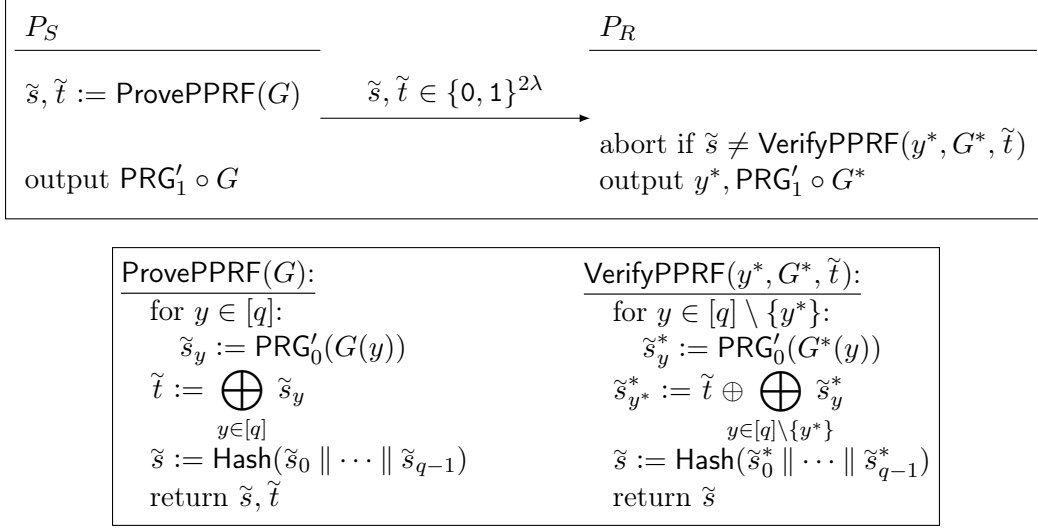 P_S P_R
s̃, t̃ := ProvePPRF(G) s̃, t̃ ∈ {0, 1}^{2λ}
abort if s̃ ≠ VerifyPPRF(y*, G*, t̃)
output PRG′_1 ∘ G output y*, PRG′_1 ∘ G*
ProvePPRF(G):
for y ∈ [q]:
s̃_y := PRG′_0(G(y))
t̃ := ⊕_{y∈[q]} s̃_y
s̃ := Hash(s̃_0 ∥ ⋯ ∥ s̃_{q−1})
return s̃, t̃
VerifyPPRF(y*, G*, t̃):
for y ∈ [q] \ {y*}:
s̃*_y := PRG′_0(G*(y))
s̃*_{y*} := t̃ ⊕ ⊕_{y∈[q]\{y*}} s̃*_y
s̃ := Hash(s̃*_0 ∥ ⋯ ∥ s̃*_{q−1})
return s̃